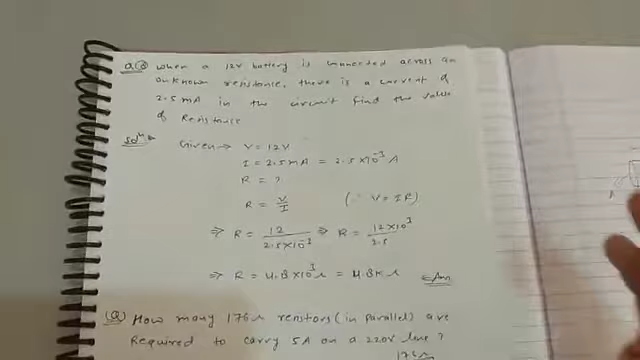 Q(8) When a 12V battery is connected across an
unknown resistance, there is a current of
2.5 mA in the circuit find the value
of Resistance
Solⁿ
Given → V = 12V
I = 2.5 mA = 2.5×10⁻³ A
R = ?
R = V/I (∵ V = IR)
⇒ R = 12/2.5×10⁻³ ⇒ R = 12×10³/2.5
⇒ R = 4.8×10³ Ω = 4.8K Ω Ans
(Q) How many 176Ω resistors (in parallel) are
Required to carry 5A on a 220V line?
176Ω